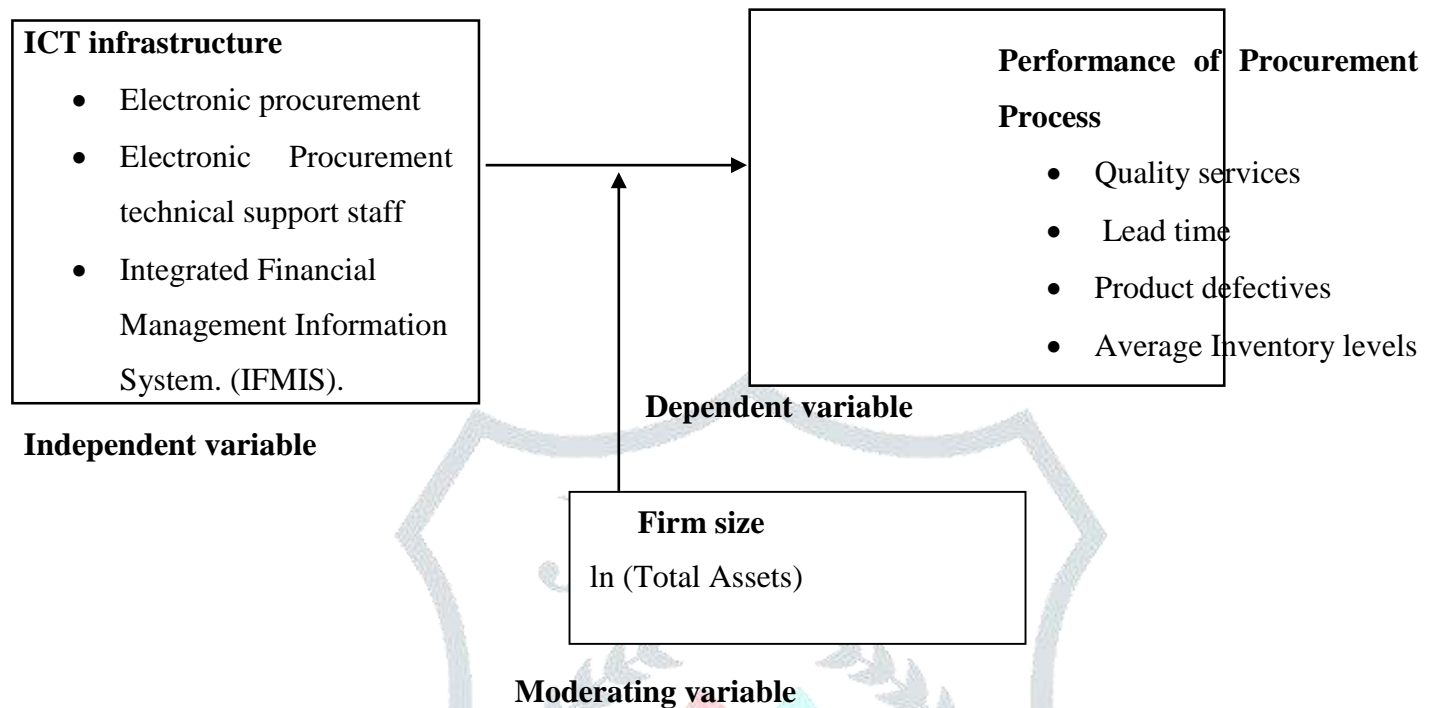 ICT infrastructure
• Electronic procurement
• Electronic Procurement
technical support staff
• Integrated Financial
Management Information
System. (IFMIS).
Independent variable
Performance of Procurement
Process
• Quality services
• Lead time
• Product defectives
• Average Inventory levels
Dependent variable
Firm size
ln (Total Assets)
Moderating variable